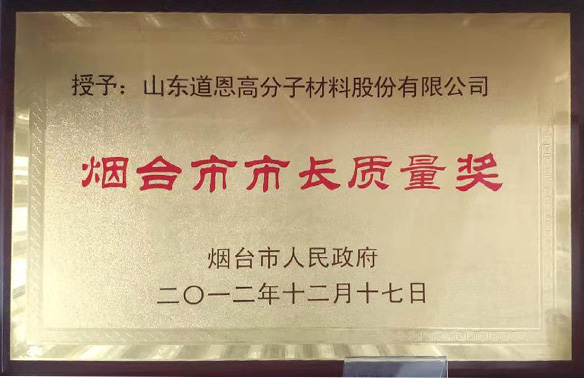 授予：山东道恩高分子材料股份有限公司
烟台市市长质量奖
烟台市人民政府
二〇一二年十二月十七日